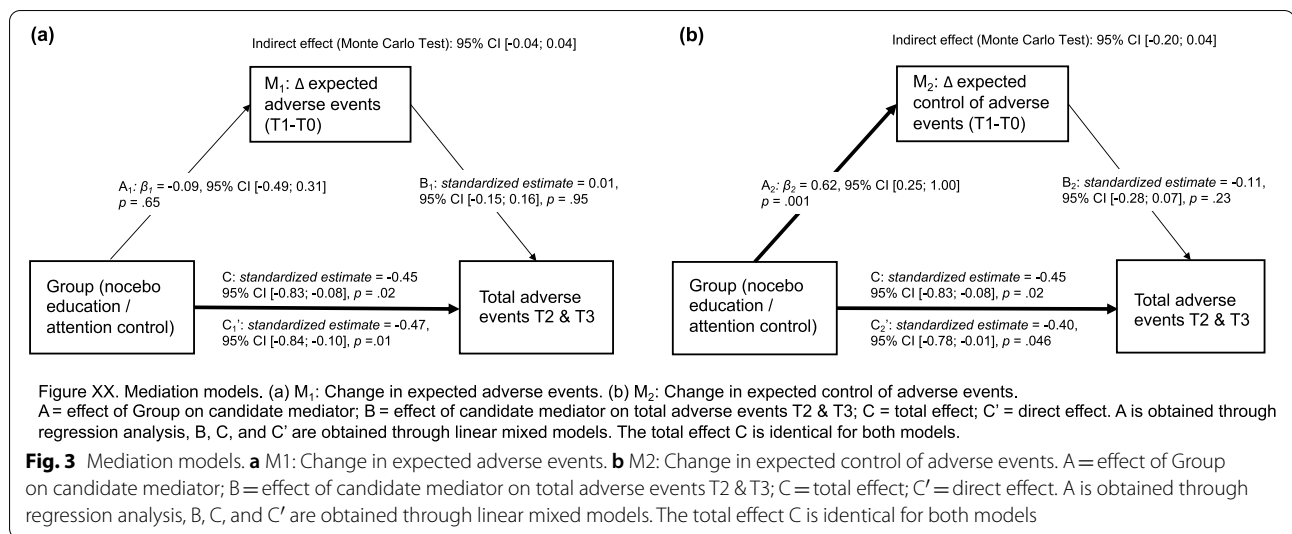 (a)
Indirect effect (Monte Carlo Test): 95% CI [-0.04; 0.04]
M₁: Δ expected
adverse events
(T1-T0)
A₁: β₁ = -0.09, 95% CI [-0.49; 0.31]
p = .65
B₁: standardized estimate = 0.01,
95% CI [-0.15; 0.16], p = .95
Group (nocebo
education /
attention control)
C: standardized estimate = -0.45
95% CI [-0.83; -0.08], p = .02
C₁': standardized estimate = -0.47,
95% CI [-0.84; -0.10], p =.01
Total adverse
events T2 & T3
(b)
Indirect effect (Monte Carlo Test): 95% CI [-0.20; 0.04]
M₂: Δ expected
control of adverse
events (T1-T0)
A₂: β₂ = 0.62, 95% CI [0.25; 1.00]
p = .001
B₂: standardized estimate = -0.11,
95% CI [-0.28; 0.07], p = .23
Group (nocebo
education /
attention control)
C: standardized estimate = -0.45
95% CI [-0.83; -0.08], p = .02
C₂': standardized estimate = -0.40,
95% CI [-0.78; -0.01], p = .046
Total adverse
events T2 & T3
Figure XX. Mediation models. (a) M₁: Change in expected adverse events. (b) M₂: Change in expected control of adverse events.
A = effect of Group on candidate mediator; B = effect of candidate mediator on total adverse events T2 & T3; C = total effect; C' = direct effect. A is obtained through
regression analysis, B, C, and C' are obtained through linear mixed models. The total effect C is identical for both models.
Fig. 3 Mediation models. a M1: Change in expected adverse events. b M2: Change in expected control of adverse events. A = effect of Group
on candidate mediator; B = effect of candidate mediator on total adverse events T2 & T3; C = total effect; C′ = direct effect. A is obtained through
regression analysis, B, C, and C′ are obtained through linear mixed models. The total effect C is identical for both models